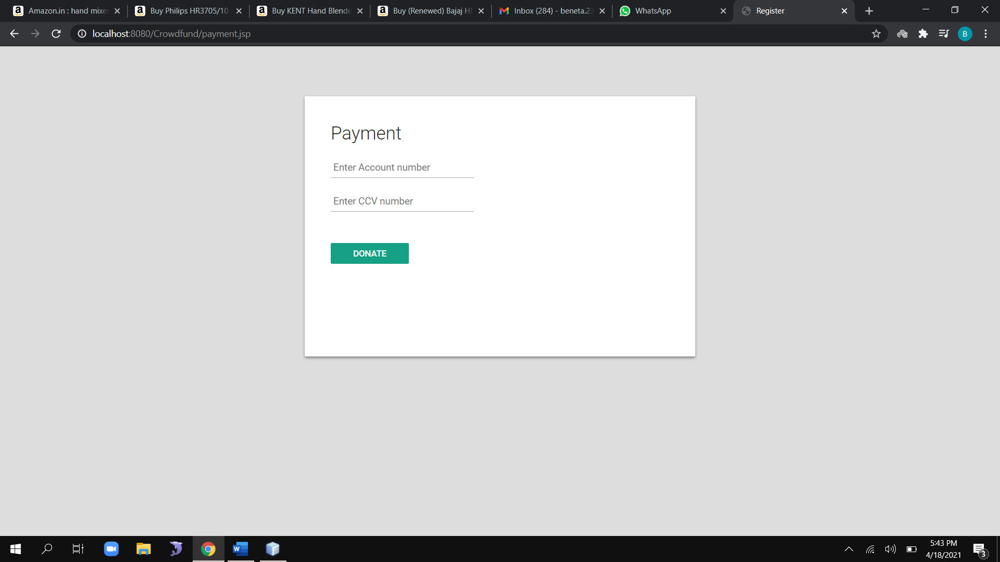 Amazon.in : hand mixer
Buy Philips HR3705/10
Buy KENT Hand Blende
Buy (Renewed) Bajaj H
Inbox (284) - beneta.23
WhatsApp
Register
localhost:8080/Crowdfund/payment.jsp
B
Payment
Enter Account number
Enter CCV number
DONATE
5:43 PM
4/18/2021
3